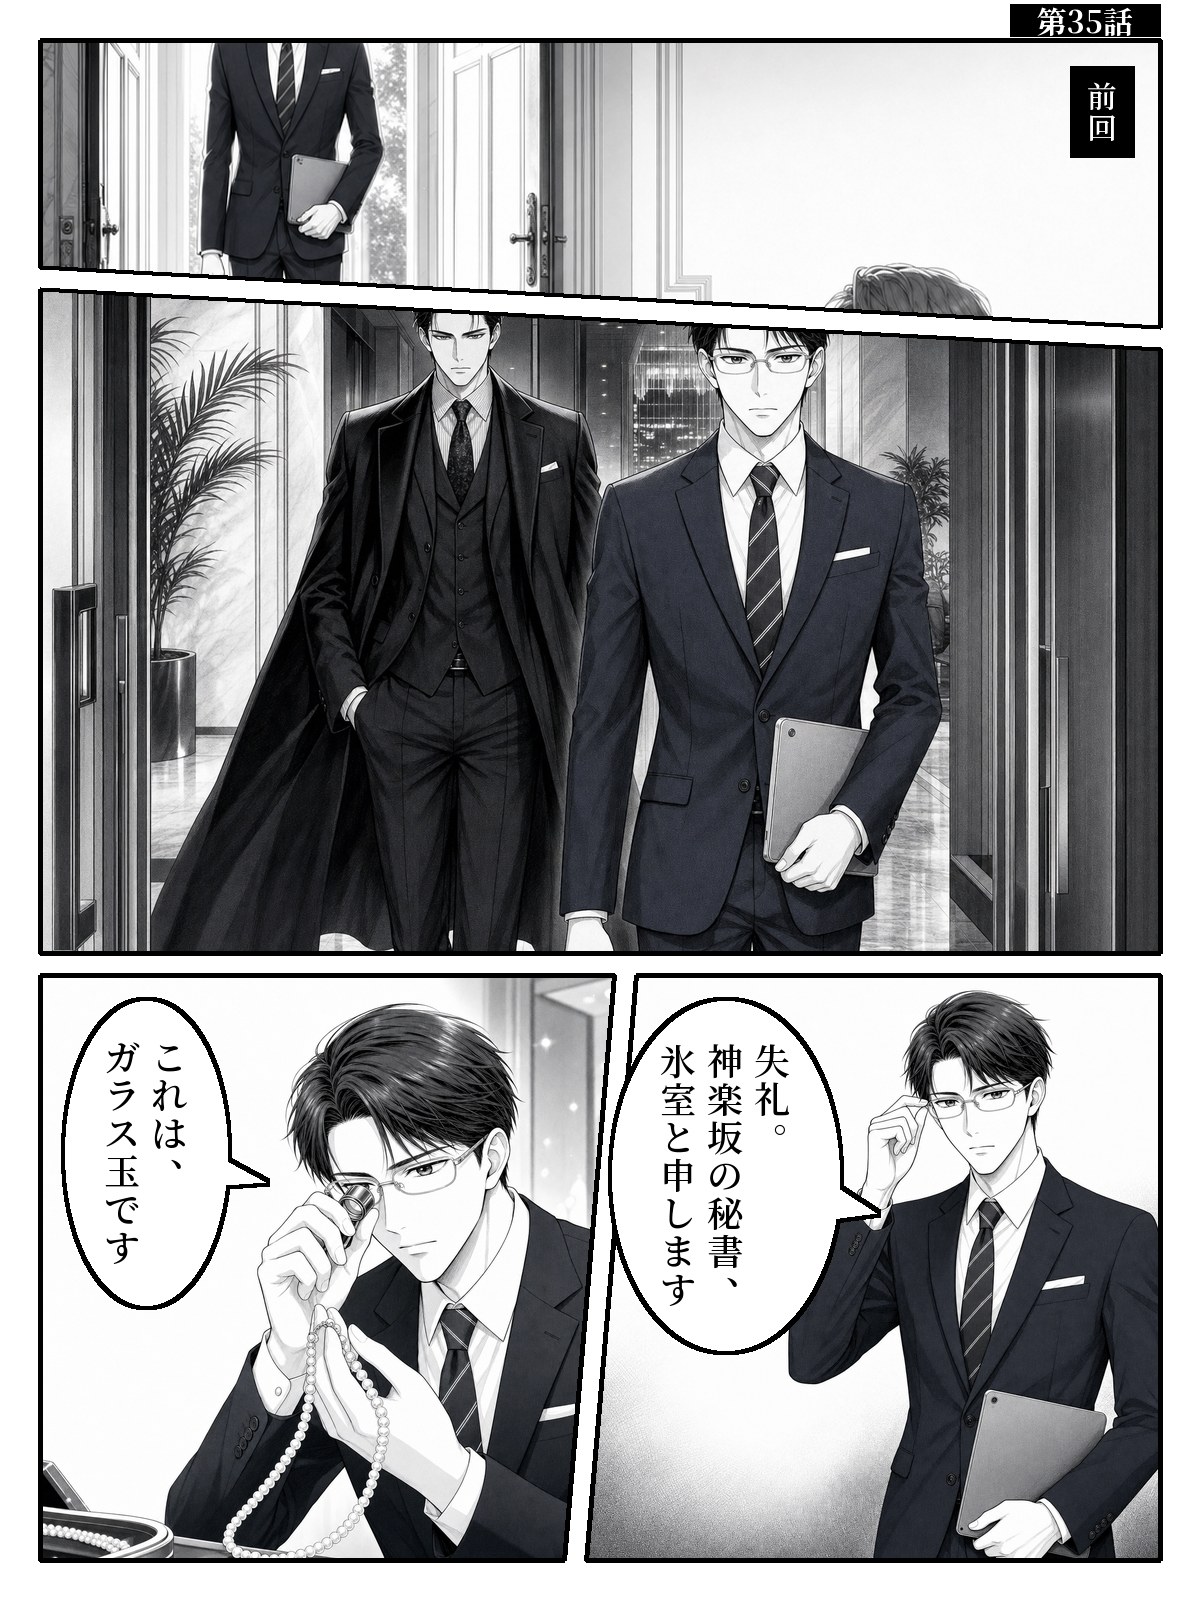 第35話
前回
失礼。
神楽坂の秘書、
氷室と申します
これは、
ガラス玉です